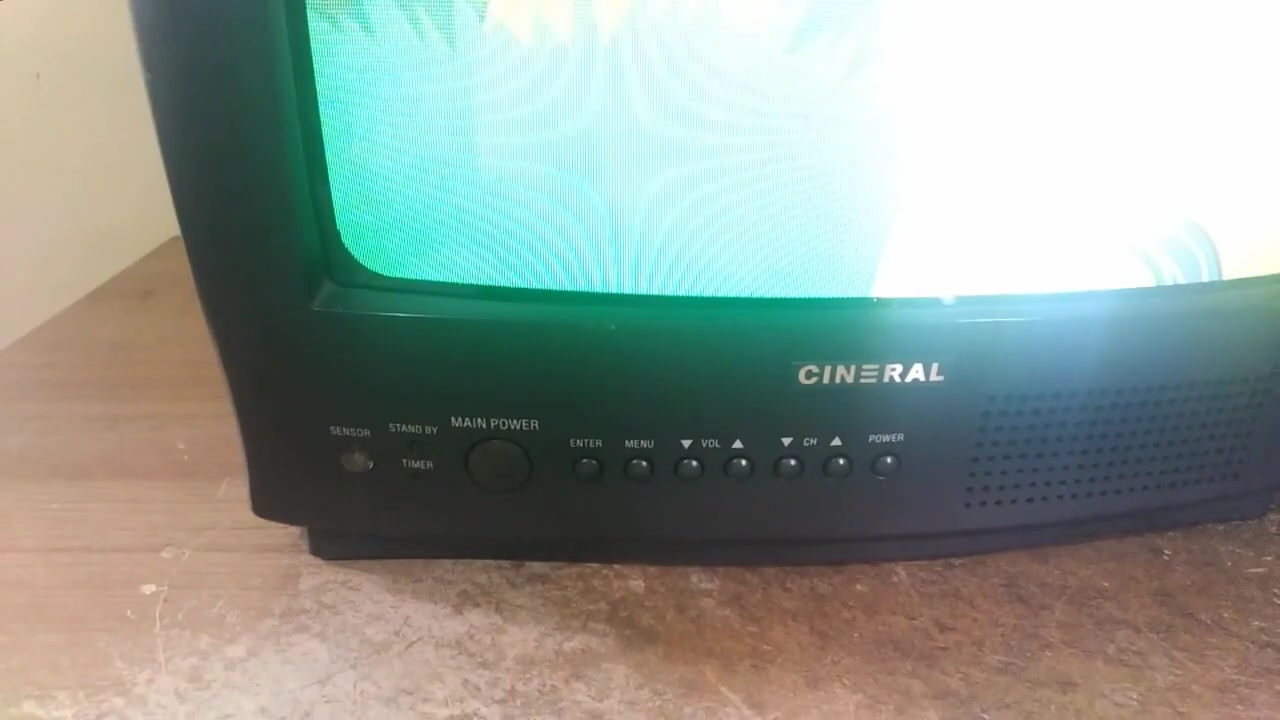 CINERAL
SENSOR
STAND BY
TIMER
MAIN POWER
ENTER
MENU
▼ VOL ▲
▼ CH ▲
POWER